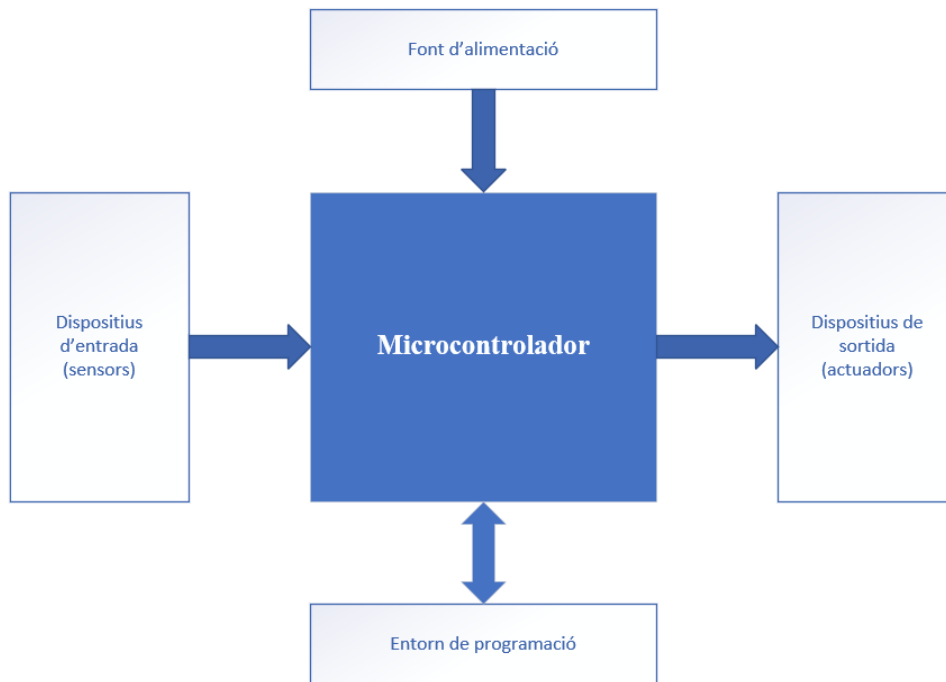 Font d’alimentació
Dispositius
d’entrada
(sensors)
Microcontrolador
Dispositius de
sortida
(actuadors)
Entorn de programació